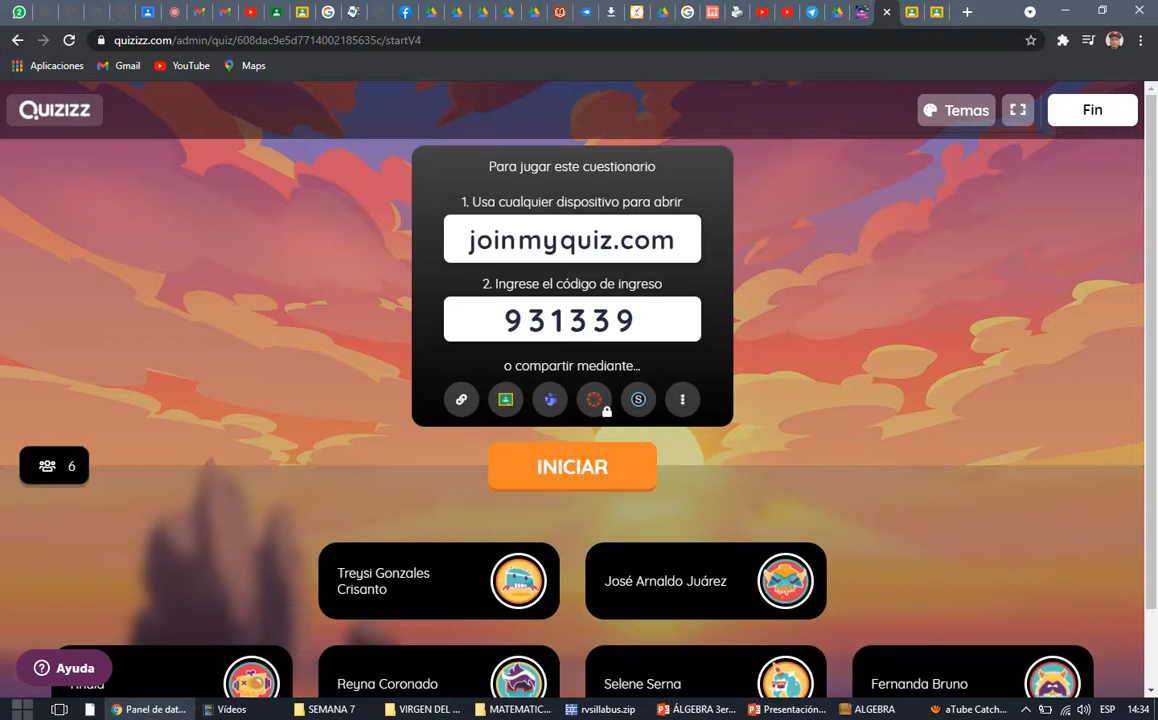 quizizz.com/admin/quiz/608dac9e5d7714002185635c/startV4
Aplicaciones
Gmail
YouTube
Maps
QUIZIZZ
Temas
Fin
Para jugar este cuestionario
1. Usa cualquier dispositivo para abrir
joinmyquiz.com
2. Ingrese el código de ingreso
931339
o compartir mediante...
INICIAR
6
Treysi Gonzales
Crisanto
José Arnaldo Juárez
Ayuda
Reyna Coronado
Selene Serna
Fernanda Bruno
Panel de dat...
Vídeos
SEMANA 7
VIRGEN DEL ...
MATEMATIC...
rvsillabus.zip
ÁLGEBRA 3er...
Presentación...
ALGEBRA
aTube Catch...
ESP
14:34